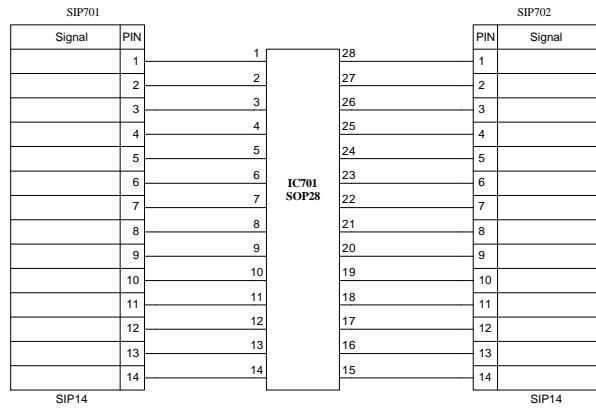 SIP701 SIP702
Signal PIN PIN Signal
1 1 28 1
2 2 27 2
3 3 26 3
4 4 25 4
5 5 24 5
6 6 23 6
IC701
SOP28
7 7 22 7
8 8 21 8
9 9 20 9
10 10 19 10
11 11 18 11
12 12 17 12
13 13 16 13
14 14 15 14
SIP14 SIP14